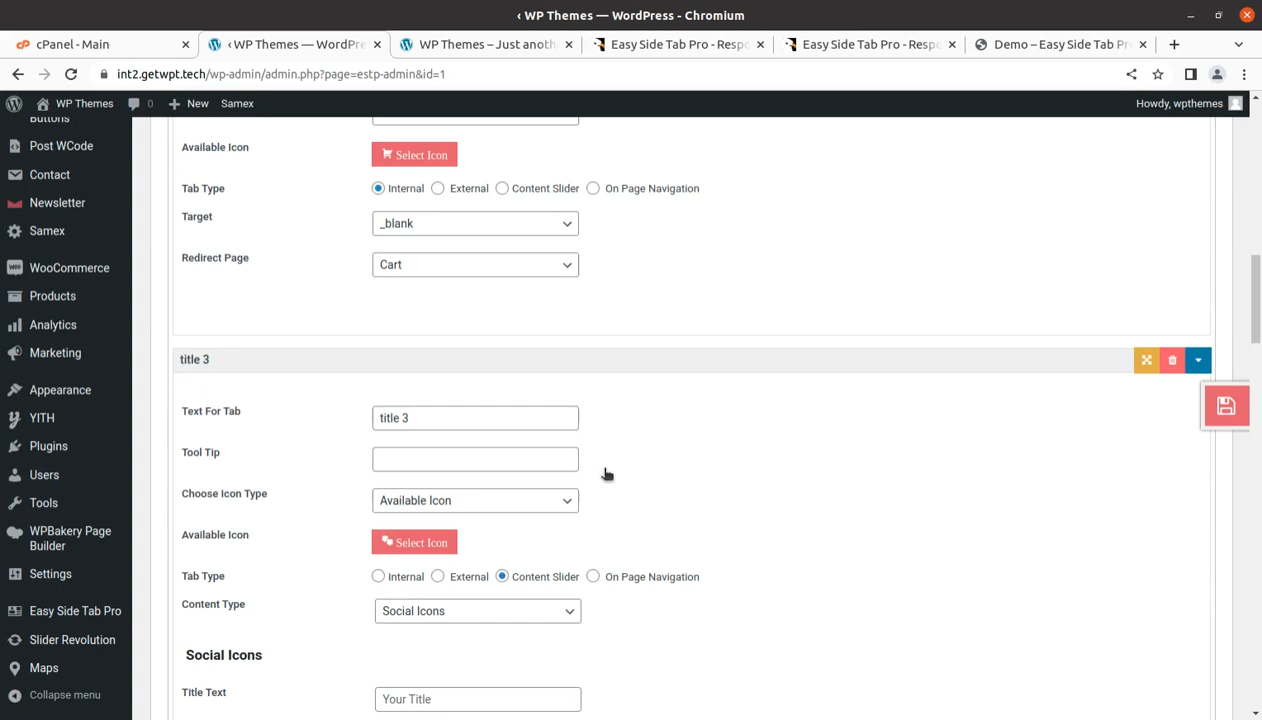 ‹ WP Themes — WordPress - Chromium
cPanel - Main
‹ WP Themes — WordPre
WP Themes – Just anoth
Easy Side Tab Pro - Respo
Easy Side Tab Pro - Respo
Demo – Easy Side Tab Pr
int2.getwpt.tech/wp-admin/admin.php?page=estp-admin&id=1
WP Themes
0
New
Samex
Howdy, wpthemes
Buttons
Post WCode
Contact
Newsletter
Samex
WooCommerce
Products
Analytics
Marketing
Appearance
YITH
Plugins
Users
Tools
WPBakery Page
Builder
Settings
Easy Side Tab Pro
Slider Revolution
Maps
Collapse menu
Available Icon
Select Icon
Tab Type
Internal
External
Content Slider
On Page Navigation
Target
_blank
Redirect Page
Cart
title 3
Text For Tab
title 3
Tool Tip
Choose Icon Type
Available Icon
Available Icon
Select Icon
Tab Type
Internal
External
Content Slider
On Page Navigation
Content Type
Social Icons
Social Icons
Title Text
Your Title